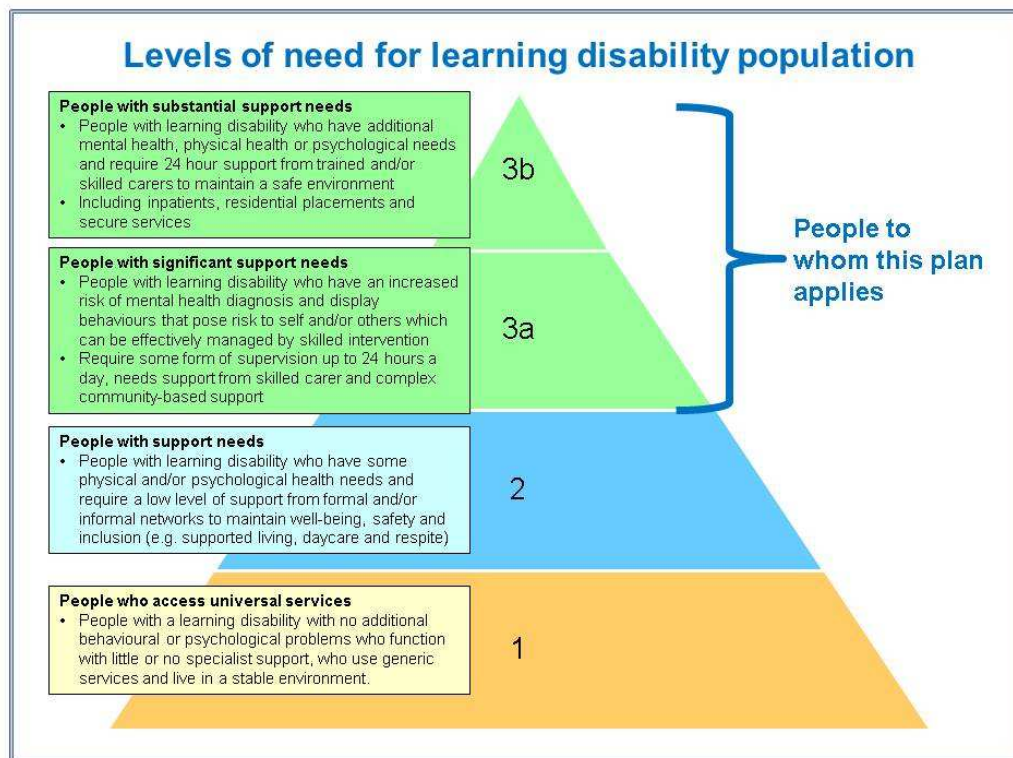 Levels of need for learning disability population
People with substantial support needs
• People with learning disability who have additional
mental health, physical health or psychological needs
and require 24 hour support from trained and/or
skilled carers to maintain a safe environment
• Including inpatients, residential placements and
secure services
3b
People with significant support needs
• People with learning disability who have an increased
risk of mental health diagnosis and display
behaviours that pose risk to self and/or others which
can be effectively managed by skilled intervention
• Require some form of supervision up to 24 hours a
day, needs support from skilled carer and complex
community-based support
3a
People to
whom this plan
applies
People with support needs
• People with learning disability who have some
physical and/or psychological health needs and
require a low level of support from formal and/or
informal networks to maintain well-being, safety and
inclusion (e.g. supported living, daycare and respite)
2
People who access universal services
• People with a learning disability with no additional
behavioural or psychological problems who function
with little or no specialist support, who use generic
services and live in a stable environment.
1